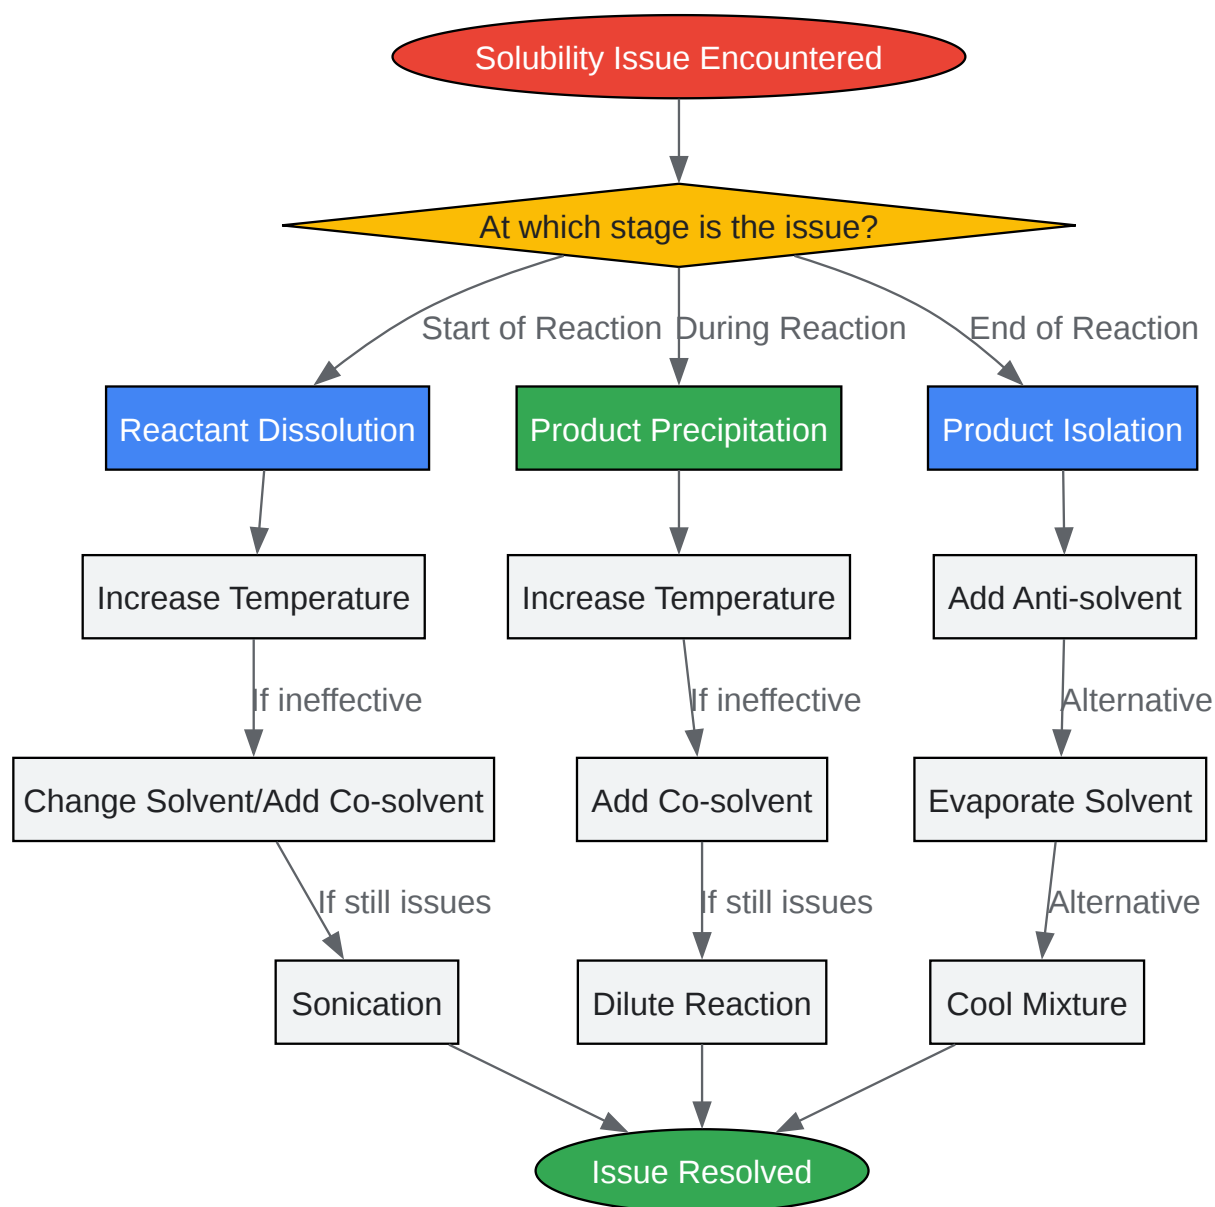 Solubility Issue Encountered
At which stage is the issue?
Start of Reaction
During Reaction
End of Reaction
Reactant Dissolution
Product Precipitation
Product Isolation
Increase Temperature
Increase Temperature
Add Anti-solvent
If ineffective
If ineffective
Alternative
Change Solvent/Add Co-solvent
Add Co-solvent
Evaporate Solvent
If still issues
If still issues
Alternative
Sonication
Dilute Reaction
Cool Mixture
Issue Resolved